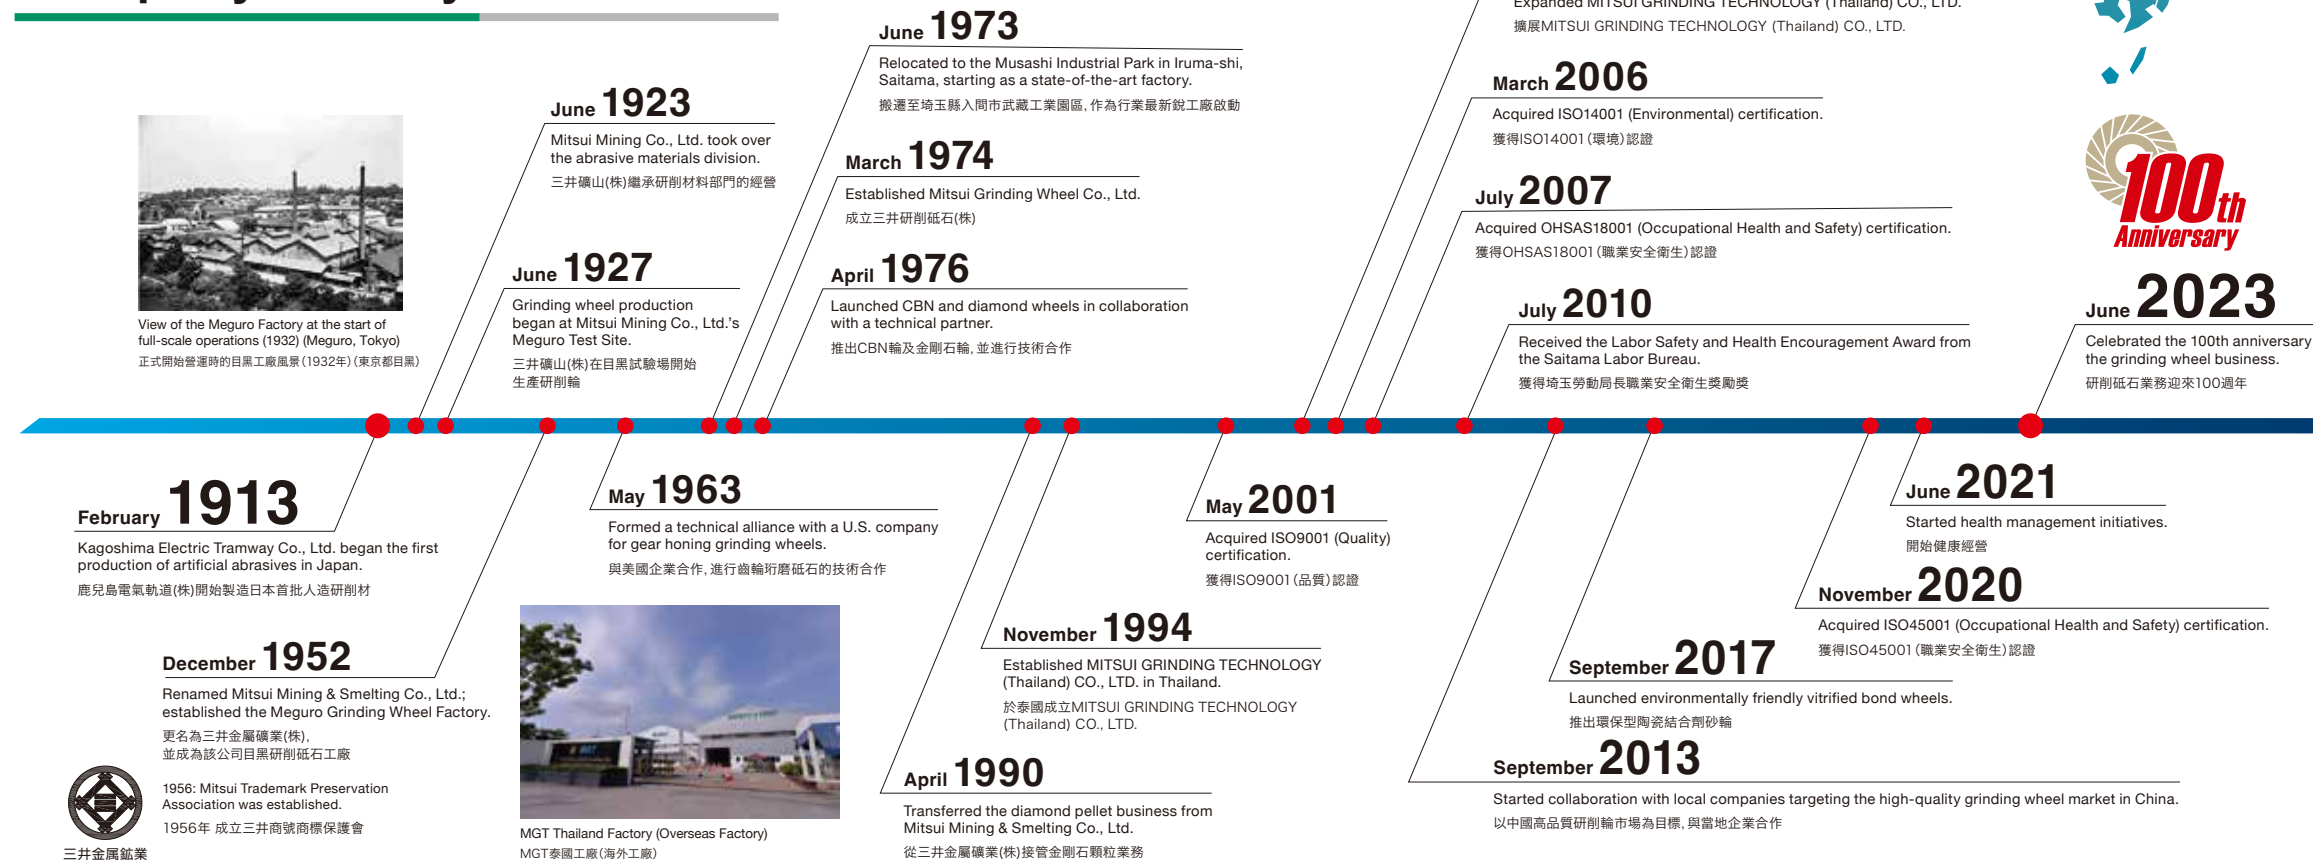 February 1913
Kagoshima Electric Tramway Co., Ltd. began the first
production of artificial abrasives in Japan.
鹿兒島電氣軌道(株)開始製造日本首批人造研削材
June 1923
Mitsui Mining Co., Ltd. took over
the abrasive materials division.
三井礦山(株)繼承研削材料部門的經營
June 1927
Grinding wheel production
began at Mitsui Mining Co., Ltd.'s
Meguro Test Site.
三井礦山(株)在目黑試驗場開始
生產研削輪
View of the Meguro Factory at the start of
full-scale operations (1932) (Meguro, Tokyo)
正式開始營運時的目黑工廠風景（1932年）（東京都目黑）
December 1952
Renamed Mitsui Mining & Smelting Co., Ltd.;
established the Meguro Grinding Wheel Factory.
更名為三井金屬礦業(株),
並成為該公司目黑研削砥石工廠
1956: Mitsui Trademark Preservation
Association was established.
1956年 成立三井商號商標保護會
三井金属鉱業
May 1963
Formed a technical alliance with a U.S. company
for gear honing grinding wheels.
與美國企業合作, 進行齒輪珩磨砥石的技術合作
June 1973
Relocated to the Musashi Industrial Park in Iruma-shi,
Saitama, starting as a state-of-the-art factory.
搬遷至埼玉縣入間市武藏工業園區, 作為行業最新銳工廠啟動
March 1974
Established Mitsui Grinding Wheel Co., Ltd.
成立三井研削砥石(株)
April 1976
Launched CBN and diamond wheels in collaboration
with a technical partner.
推出CBN輪及金剛石輪, 並進行技術合作
MGT Thailand Factory (Overseas Factory)
MGT泰國工廠（海外工廠）
April 1990
Transferred the diamond pellet business from
Mitsui Mining & Smelting Co., Ltd.
從三井金屬礦業(株)接管金剛石顆粒業務
November 1994
Established MITSUI GRINDING TECHNOLOGY
(Thailand) CO., LTD. in Thailand.
於泰國成立MITSUI GRINDING TECHNOLOGY
(Thailand) CO., LTD.
May 2001
Acquired ISO9001 (Quality)
certification.
獲得ISO9001（品質）認證
Expanded MITSUI GRINDING TECHNOLOGY (Thailand) CO., LTD.
擴展MITSUI GRINDING TECHNOLOGY (Thailand) CO., LTD.
March 2006
Acquired ISO14001 (Environmental) certification.
獲得ISO14001（環境）認證
July 2007
Acquired OHSAS18001 (Occupational Health and Safety) certification.
獲得OHSAS18001（職業安全衛生）認證
July 2010
Received the Labor Safety and Health Encouragement Award from
the Saitama Labor Bureau.
獲得埼玉勞動局長職業安全衛生獎勵獎
September 2013
Started collaboration with local companies targeting the high-quality grinding wheel market in China.
以中國高品質研削輪市場為目標, 與當地企業合作
September 2017
Launched environmentally friendly vitrified bond wheels.
推出環保型陶瓷結合劑砂輪
November 2020
Acquired ISO45001 (Occupational Health and Safety) certification.
獲得ISO45001（職業安全衛生）認證
June 2021
Started health management initiatives.
開始健康經營
100th
Anniversary
June 2023
Celebrated the 100th anniversary
the grinding wheel business.
研削砥石業務迎來100週年